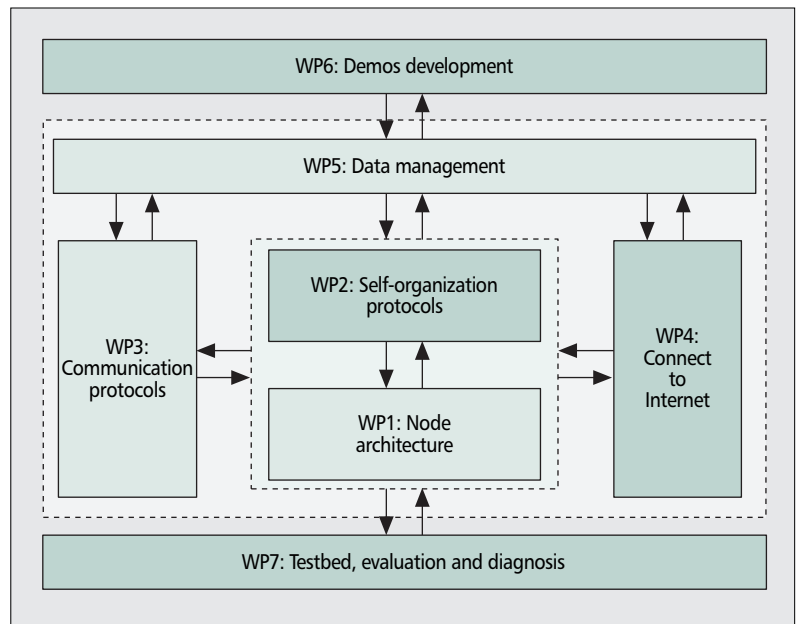 WP6: Demos development
WP5: Data management
WP3:
Communication
protocols
WP2: Self-organization
protocols
WP1: Node
architecture
WP4:
Connect
to
Internet
WP7: Testbed, evaluation and diagnosis